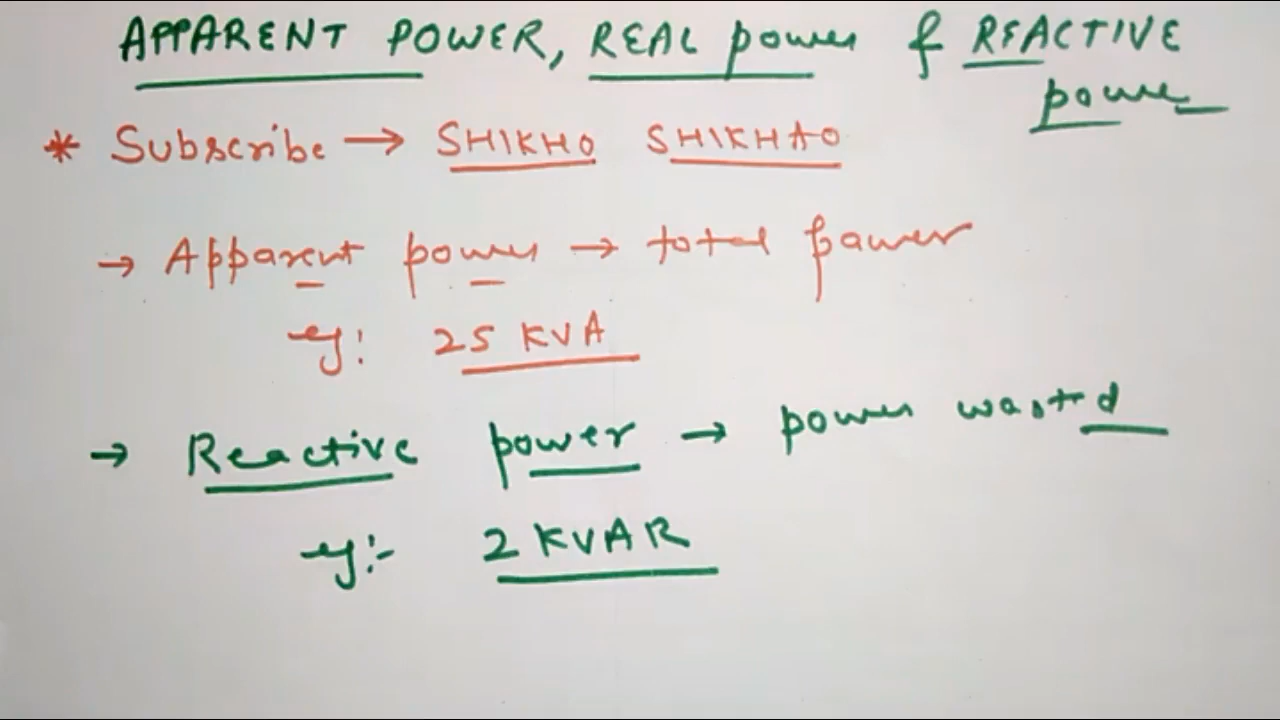 APPARENT POWER, REAL power & REACTIVE
power
* Subscribe → SHIKHO SHIKHAO
→ Apparent power → total power
eg: 25 KVA
→ Reactive power → power wasted
eg:- 2 KVAR